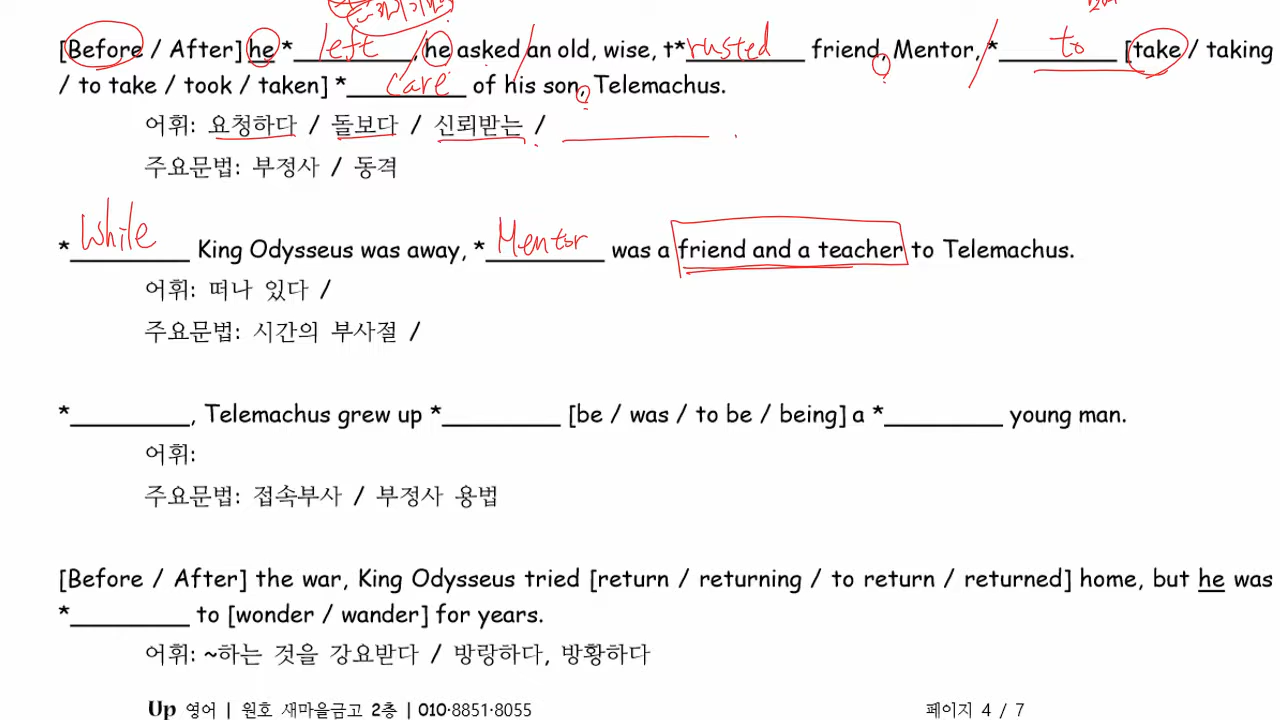 [Before / After] he * left, he asked an old, wise, t*rusted friend, Mentor, * to [take / taking
/ to take / took / taken] * care of his son, Telemachus.
어휘: 요청하다 / 돌보다 / 신뢰받는 /
주요문법: 부정사 / 동격
* While King Odysseus was away, * Mentor was a friend and a teacher to Telemachus.
어휘: 떠나 있다 /
주요문법: 시간의 부사절 /
*__________, Telemachus grew up *__________ [be / was / to be / being] a *__________ young man.
어휘:
주요문법: 접속부사 / 부정사 용법
[Before / After] the war, King Odysseus tried [return / returning / to return / returned] home, but he was
*__________ to [wonder / wander] for years.
어휘: ~하는 것을 강요받다 / 방랑하다, 방황하다
Up 영어 | 원호 새마을금고 2층 | 010·8851·8055 페이지 4 / 7